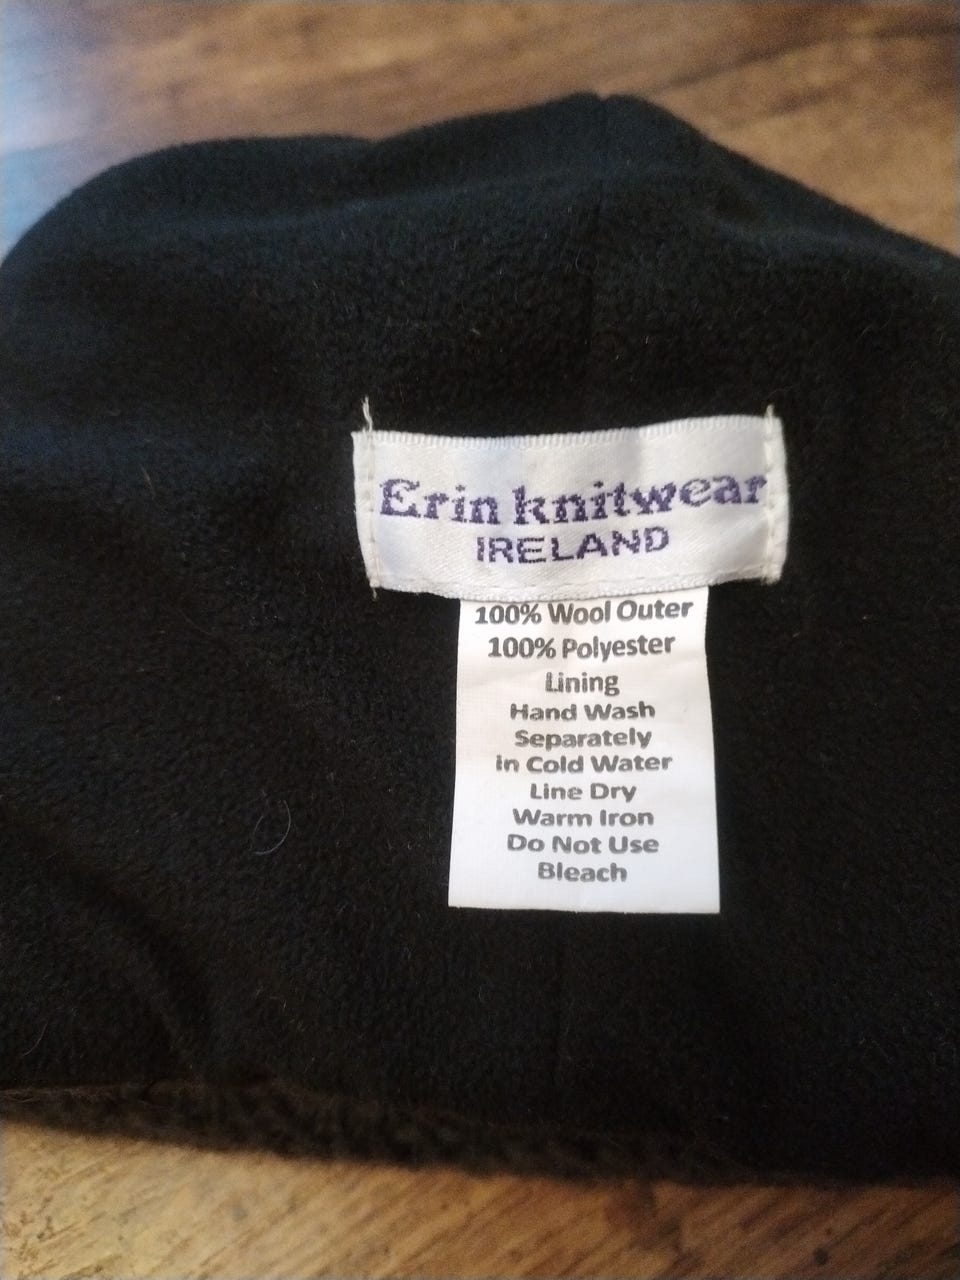 Erin knitwear
IRELAND
100% Wool Outer
100% Polyester
Lining
Hand Wash
Separately
in Cold Water
Line Dry
Warm Iron
Do Not Use
Bleach